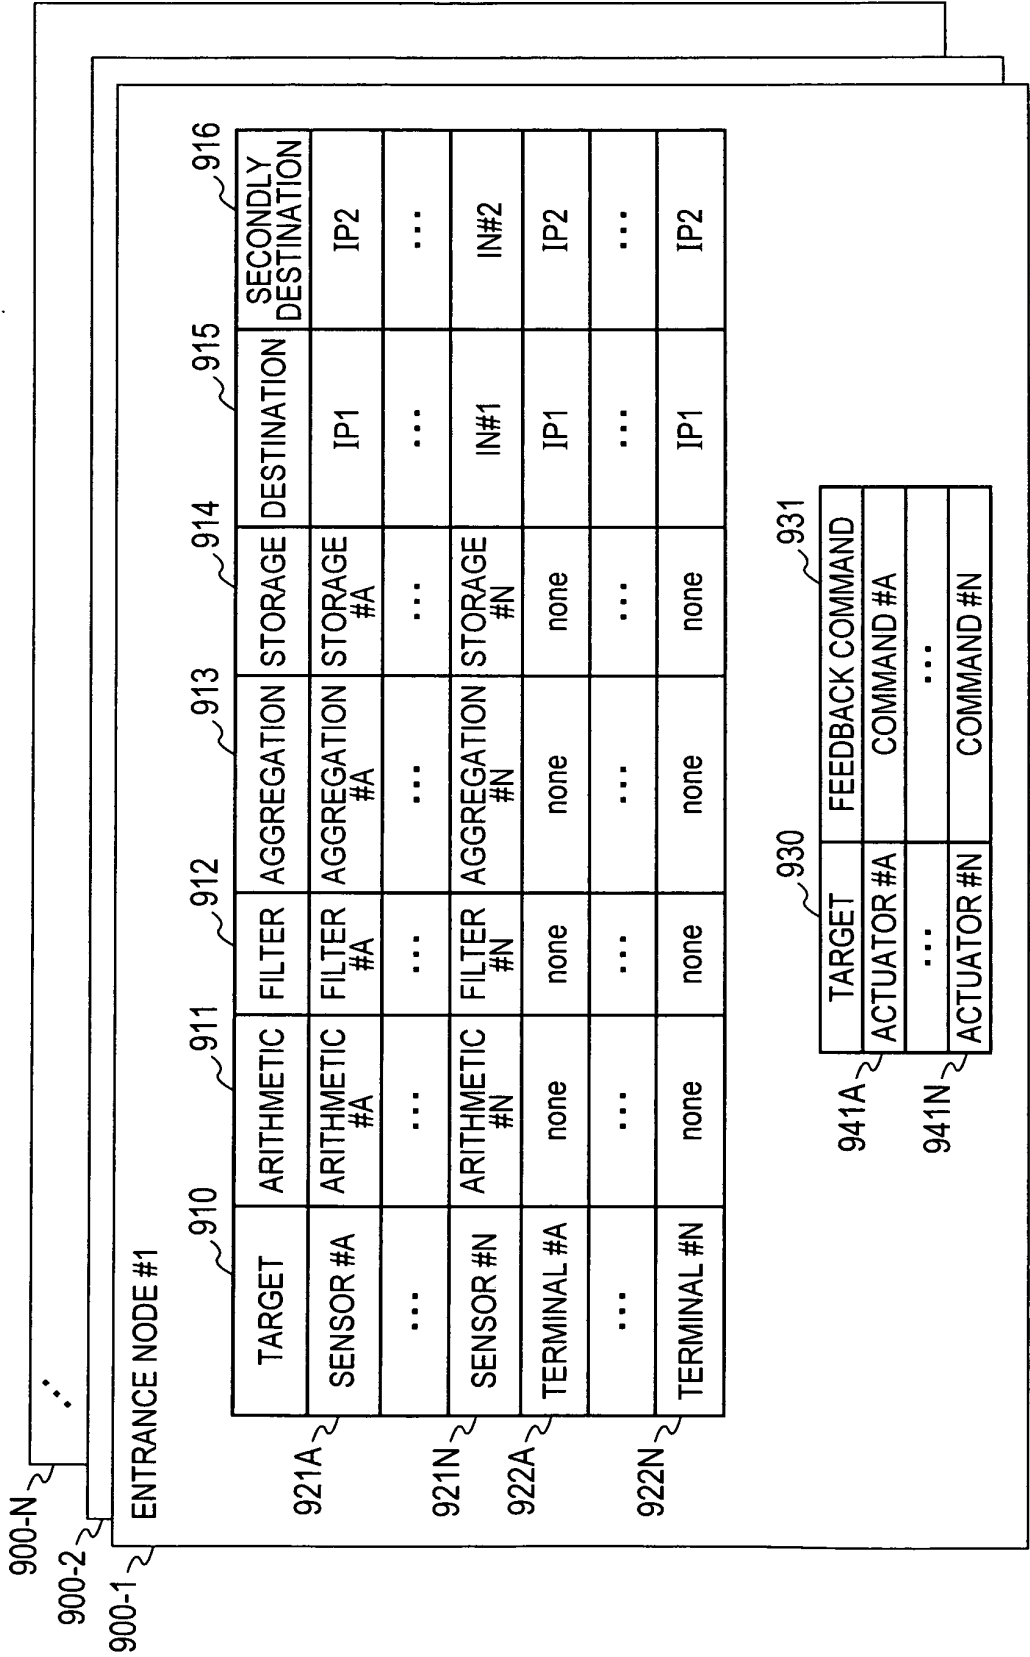 900-N
900-2
900-1
ENTRANCE NODE #1
910 911 912 913 914 915 916
TARGET ARITHMETIC FILTER AGGREGATION STORAGE DESTINATION SECONDLY DESTINATION
921A SENSOR #A ARITHMETIC #A FILTER #A AGGREGATION #A STORAGE #A IP1 IP2
... ... ... ... ... ... ...
921N SENSOR #N ARITHMETIC #N FILTER #N AGGREGATION #N STORAGE #N IN#1 IN#2
922A TERMINAL #A none none none none IP1 IP2
... ... ... ... ... ... ...
922N TERMINAL #N none none none none IP1 IP2
930 931
TARGET FEEDBACK COMMAND
941A ACTUATOR #A COMMAND #A
... ...
941N ACTUATOR #N COMMAND #N